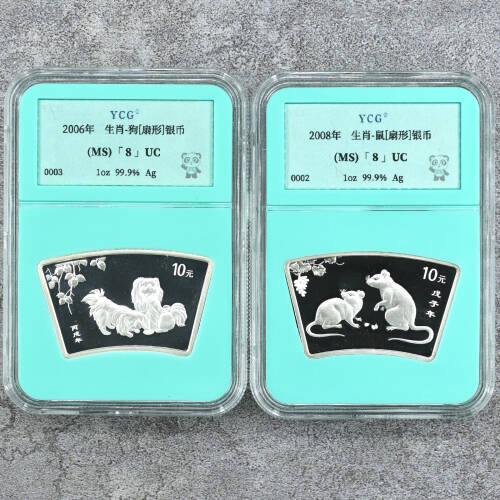 YCG®
2006年 生肖-狗[扇形]银币
(MS)「8」UC
0003 1oz 99.9% Ag
10元
丙戌年
YCG®
2008年 生肖-鼠[扇形]银币
(MS)「8」UC
0002 1oz 99.9% Ag
10元
戊子年